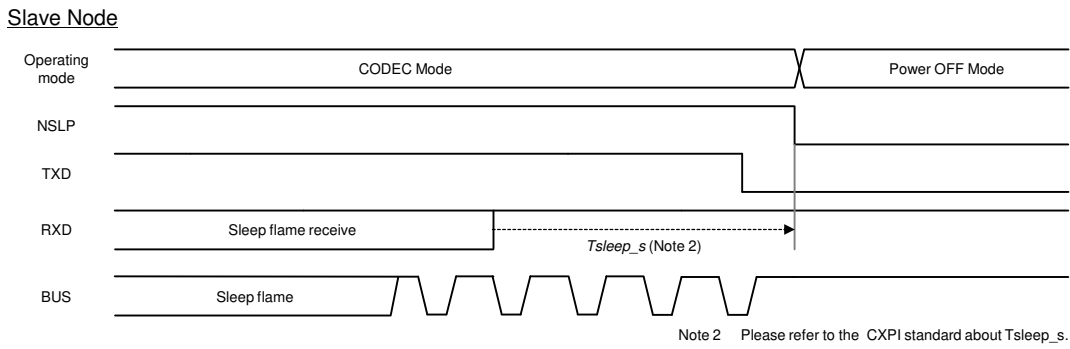 Slave Node
Operating
mode
CODEC Mode
Power OFF Mode
NSLP
TXD
RXD
Sleep flame receive
Tsleep_s (Note 2)
BUS
Sleep flame
Note 2 Please refer to the CXPI standard about Tsleep_s.